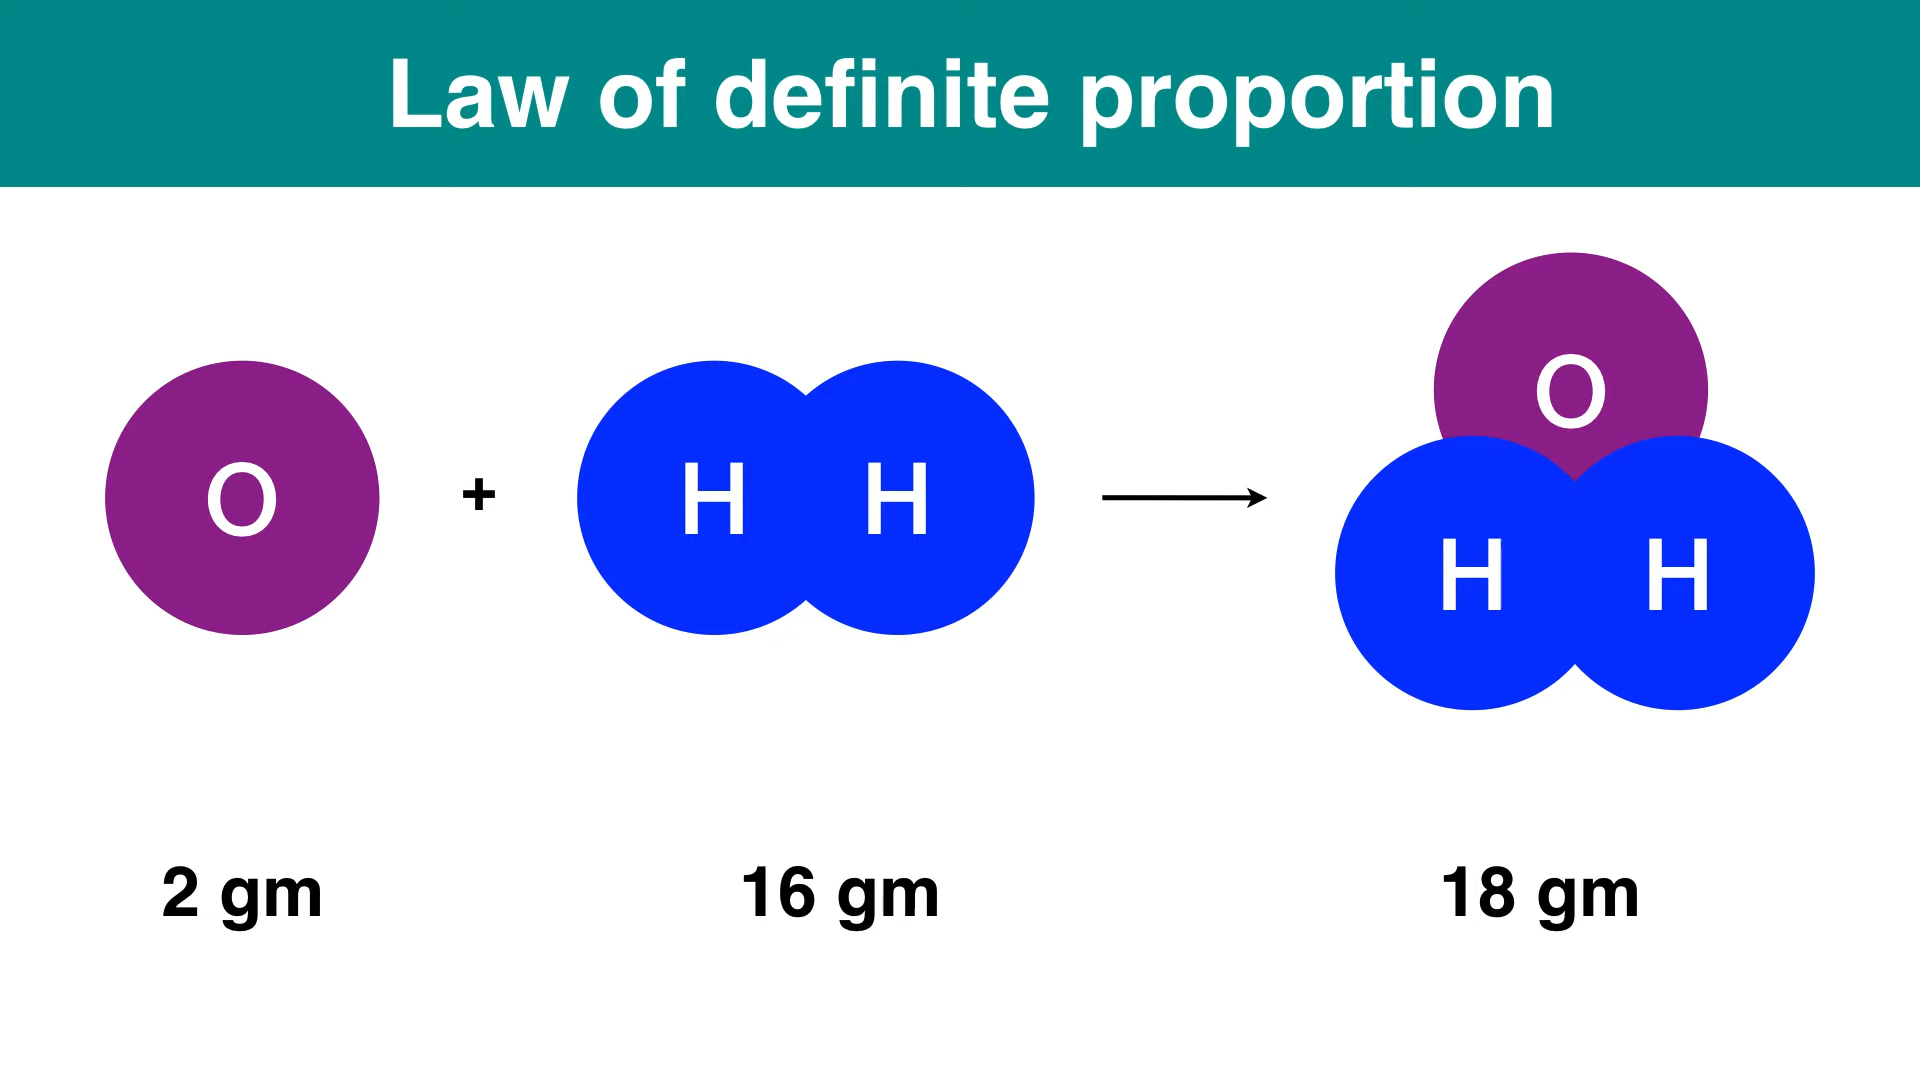 Law of definite proportion
O + H H
O
H H
2 gm 16 gm 18 gm